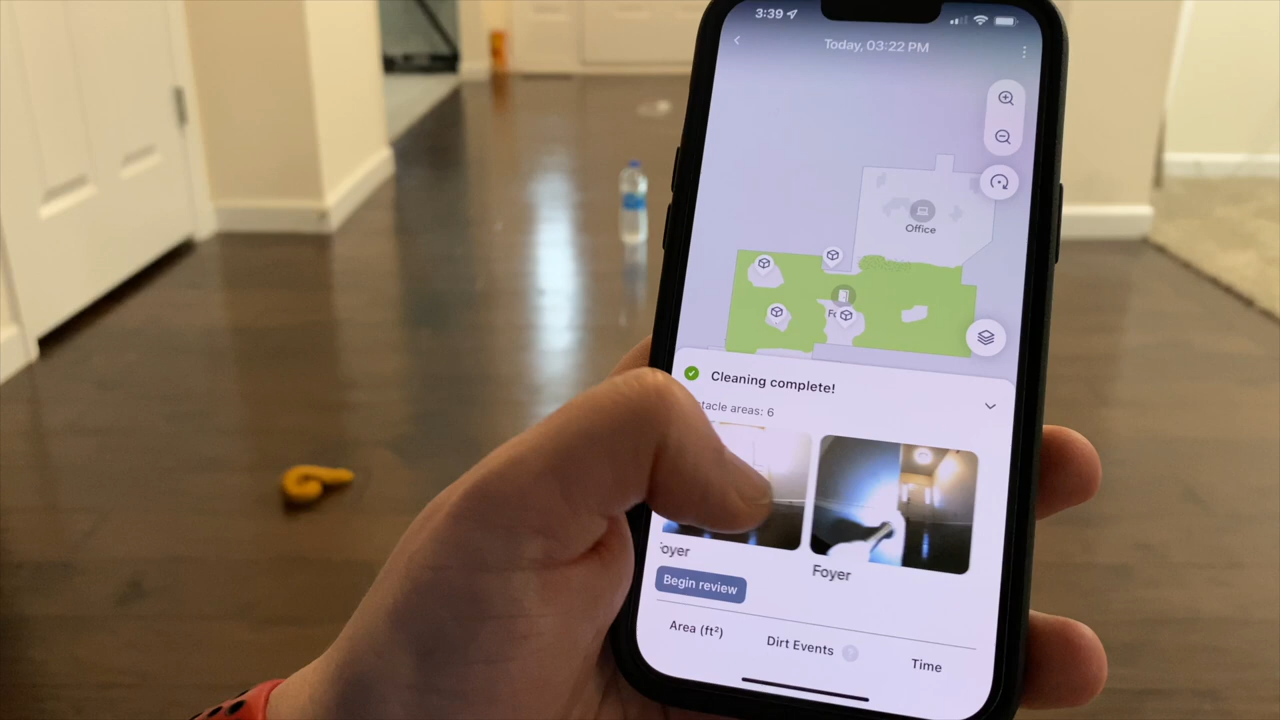 3:39
Today, 03:22 PM
Office
Cleaning complete!
tacle areas: 6
oyer
Foyer
Begin review
Area (ft²)
Dirt Events ?
Time